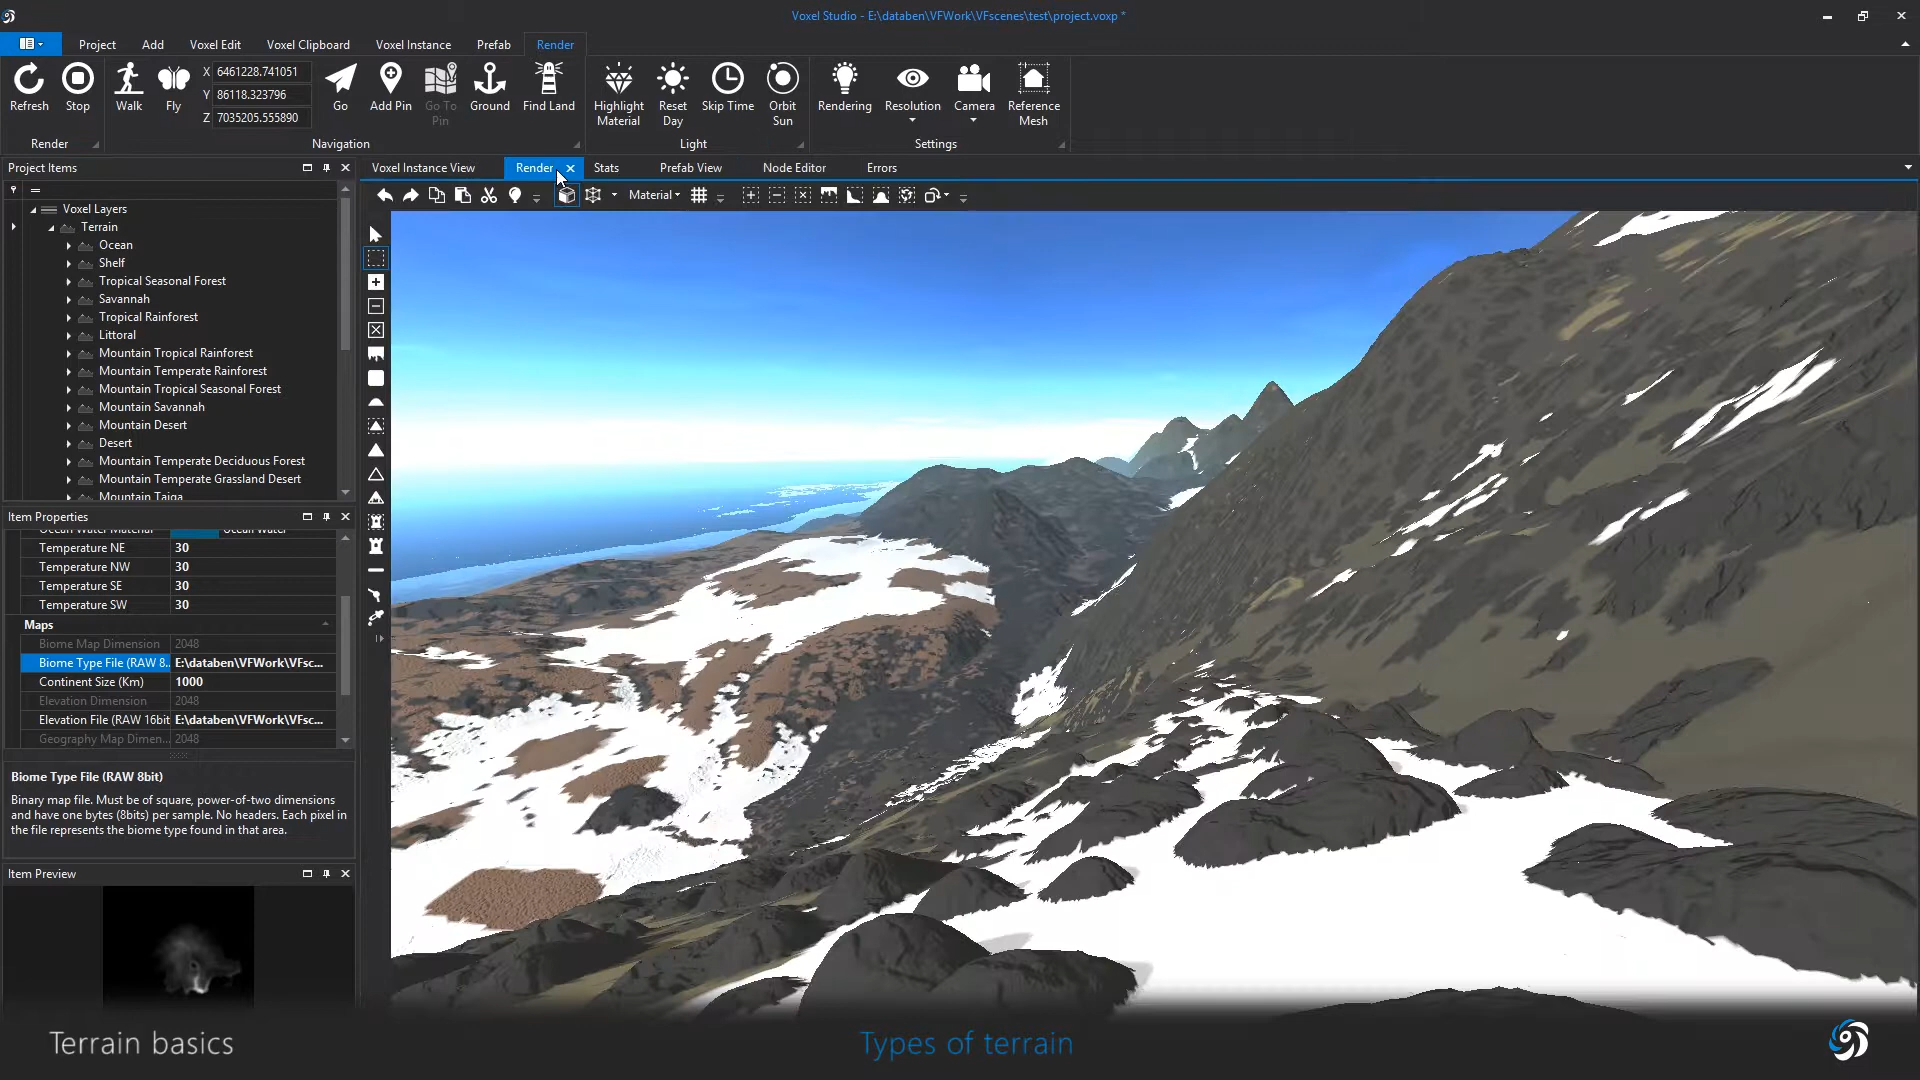 Voxel Studio - E:\databen\VFWork\VFscenes\test\project.voxp *
Project Add Voxel Edit Voxel Clipboard Voxel Instance Prefab Render
X 6461228.741051
Y 86118.323796
Z 7035205.555890
Refresh Stop Walk Fly Go Add Pin Go To Pin Ground Find Land Highlight Material Reset Day Skip Time Orbit Sun Rendering Resolution Camera Reference Mesh
Render Navigation Light Settings
Project Items
Voxel Instance View Render Stats Prefab View Node Editor Errors
Material
Voxel Layers
Terrain
Ocean
Shelf
Tropical Seasonal Forest
Savannah
Tropical Rainforest
Littoral
Mountain Tropical Rainforest
Mountain Temperate Rainforest
Mountain Tropical Seasonal Forest
Mountain Savannah
Mountain Desert
Desert
Mountain Temperate Deciduous Forest
Mountain Temperate Grassland Desert
Mountain Taiga
Item Properties
Ocean Water Material Ocean Water
Temperature NE 30
Temperature NW 30
Temperature SE 30
Temperature SW 30
Maps
Biome Map Dimension 2048
Biome Type File (RAW 8.. E:\databen\VFWork\VFsc...
Continent Size (Km) 1000
Elevation Dimension 2048
Elevation File (RAW 16bit E:\databen\VFWork\VFsc...
Geography Map Dimen... 2048
Biome Type File (RAW 8bit)
Binary map file. Must be of square, power-of-two dimensions
and have one bytes (8bits) per sample. No headers. Each pixel in
the file represents the biome type found in that area.
Item Preview
Terrain basics
Types of terrain